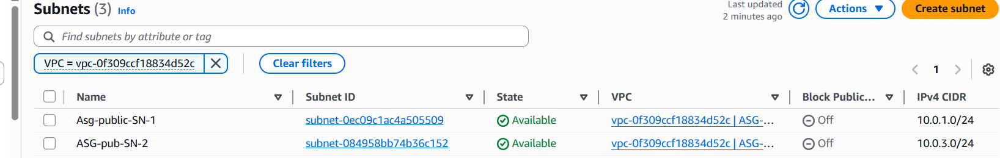 Subnets (3) Info
Last updated
2 minutes ago
Actions
Create subnet
Find subnets by attribute or tag
VPC = vpc-0f309ccf18834d52c
Clear filters
1
Name Subnet ID State VPC Block Public... IPv4 CIDR
Asg-public-SN-1 subnet-0ec09c1ac4a505509 Available vpc-0f309ccf18834d52c | ASG-... Off 10.0.1.0/24
ASG-pub-SN-2 subnet-084958bb74b36c152 Available vpc-0f309ccf18834d52c | ASG-... Off 10.0.3.0/24